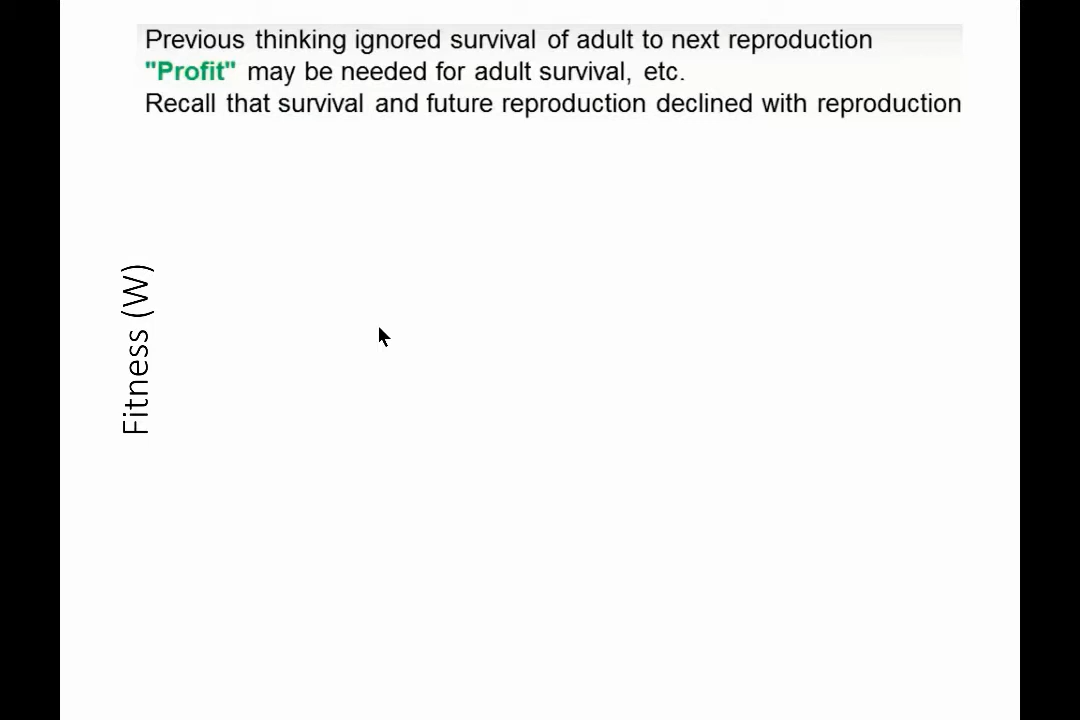 Previous thinking ignored survival of adult to next reproduction
"Profit" may be needed for adult survival, etc.
Recall that survival and future reproduction declined with reproduction
Fitness (W)